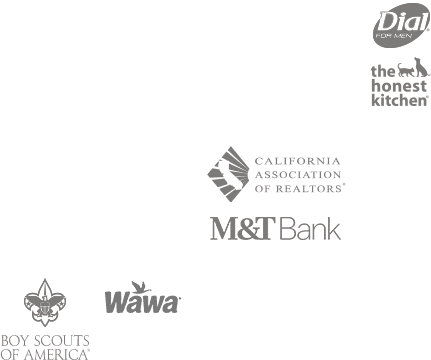 Dial®
FOR MEN
the
honest
kitchen®
CALIFORNIA
ASSOCIATION
OF REALTORS®
M&T Bank
Wawa®
BOY SCOUTS
OF AMERICA®